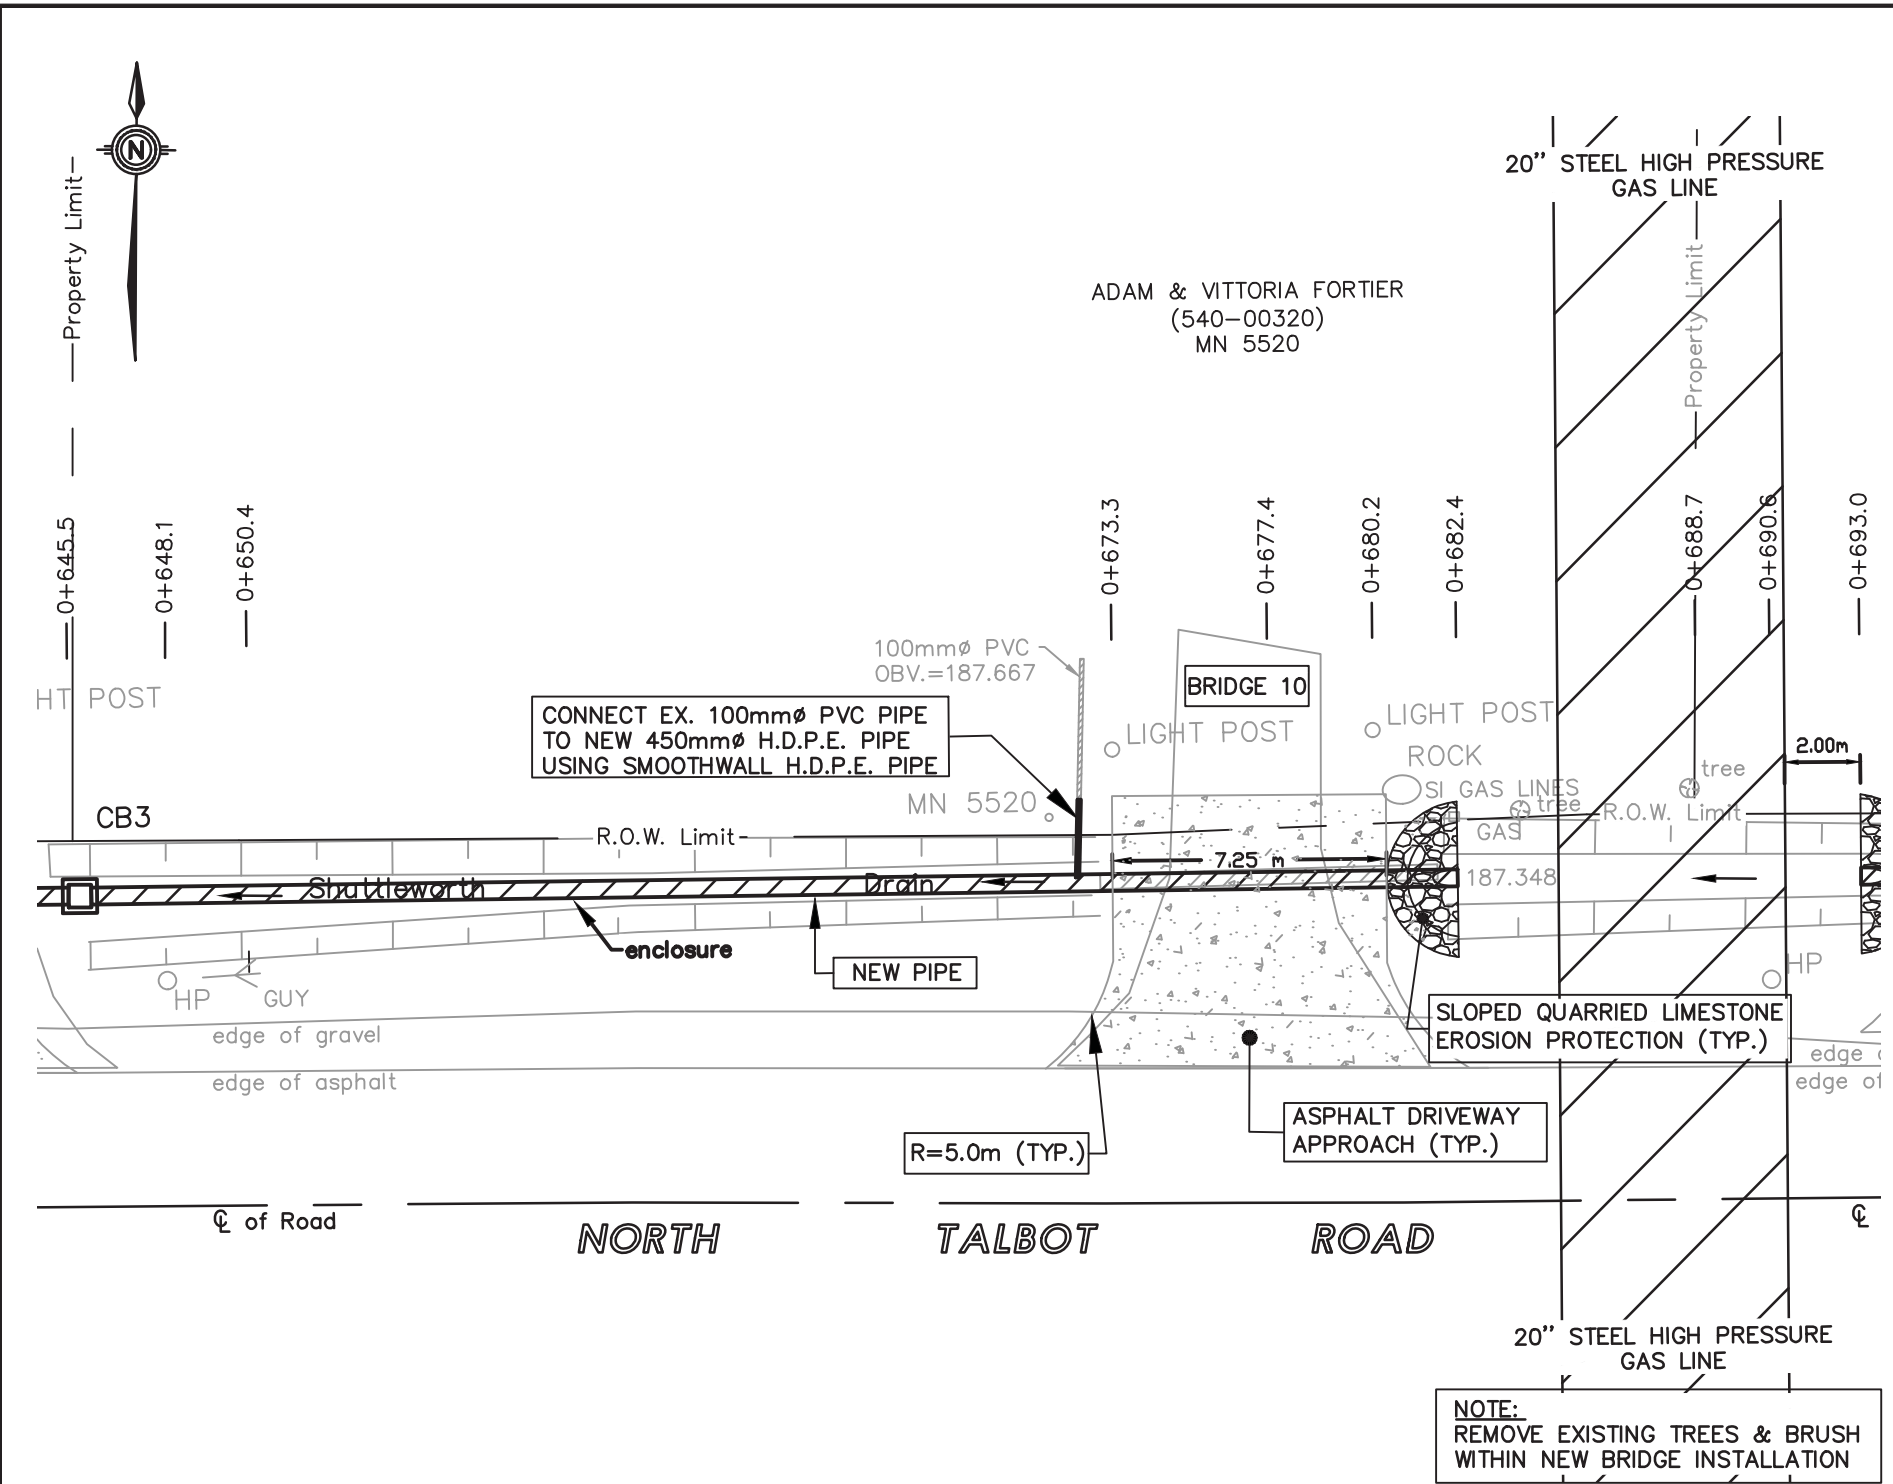 N
Property Limit
20" STEEL HIGH PRESSURE
GAS LINE
Property Limit
ADAM & VITTORIA FORTIER
(540-00320)
MN 5520
0+645.5
0+648.1
0+650.4
0+673.3
0+677.4
0+680.2
0+682.4
0+688.7
0+690.6
0+693.0
100mmø PVC
OBV.=187.667
HT POST
BRIDGE 10
CONNECT EX. 100mmø PVC PIPE
TO NEW 450mmø H.D.P.E. PIPE
USING SMOOTHWALL H.D.P.E. PIPE
LIGHT POST
LIGHT POST
ROCK
2.00m
tree
SI GAS LINES
tree
MN 5520
CB3
R.O.W. Limit
R.O.W. Limit
GAS
7.25 m
Shuttleworth
Drain
187.348
enclosure
NEW PIPE
HP
GUY
HP
SLOPED QUARRIED LIMESTONE
EROSION PROTECTION (TYP.)
edge of gravel
edge of asphalt
edge
edge of
ASPHALT DRIVEWAY
APPROACH (TYP.)
R=5.0m (TYP.)
℄ of Road
NORTH TALBOT ROAD
℄
20" STEEL HIGH PRESSURE
GAS LINE
NOTE:
REMOVE EXISTING TREES & BRUSH
WITHIN NEW BRIDGE INSTALLATION